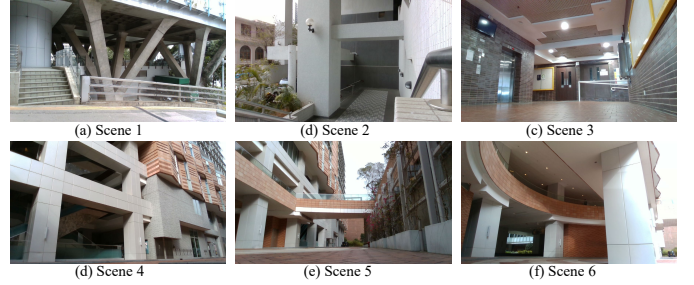 (a) Scene 1
(d) Scene 2
(c) Scene 3
(d) Scene 4
(e) Scene 5
(f) Scene 6